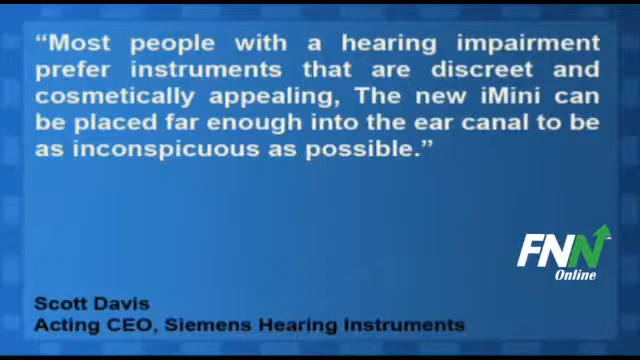 “Most people with a hearing impairment
prefer instruments that are discreet and
cosmetically appealing, The new iMini can
be placed far enough into the ear canal to be
as inconspicuous as possible.”
FNN
Online
Scott Davis
Acting CEO, Siemens Hearing Instruments